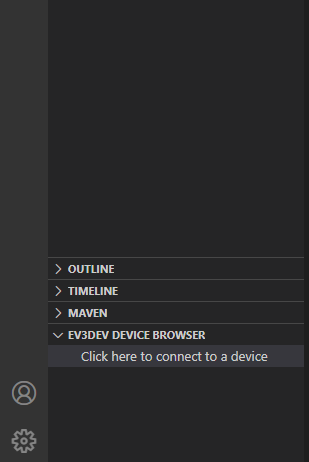 OUTLINE
TIMELINE
MAVEN
EV3DEV DEVICE BROWSER
Click here to connect to a device